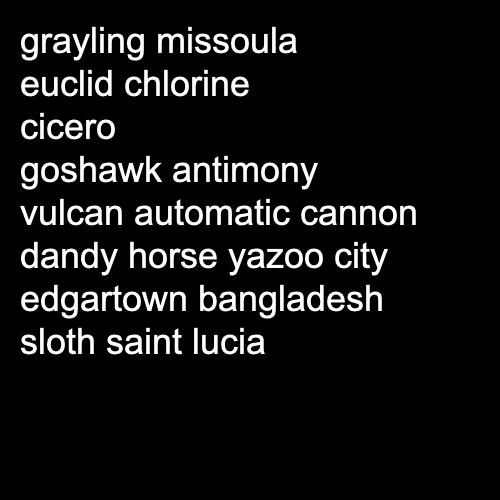 grayling missoula
euclid chlorine
cicero
goshawk antimony
vulcan automatic cannon
dandy horse yazoo city
edgartown bangladesh
sloth saint lucia